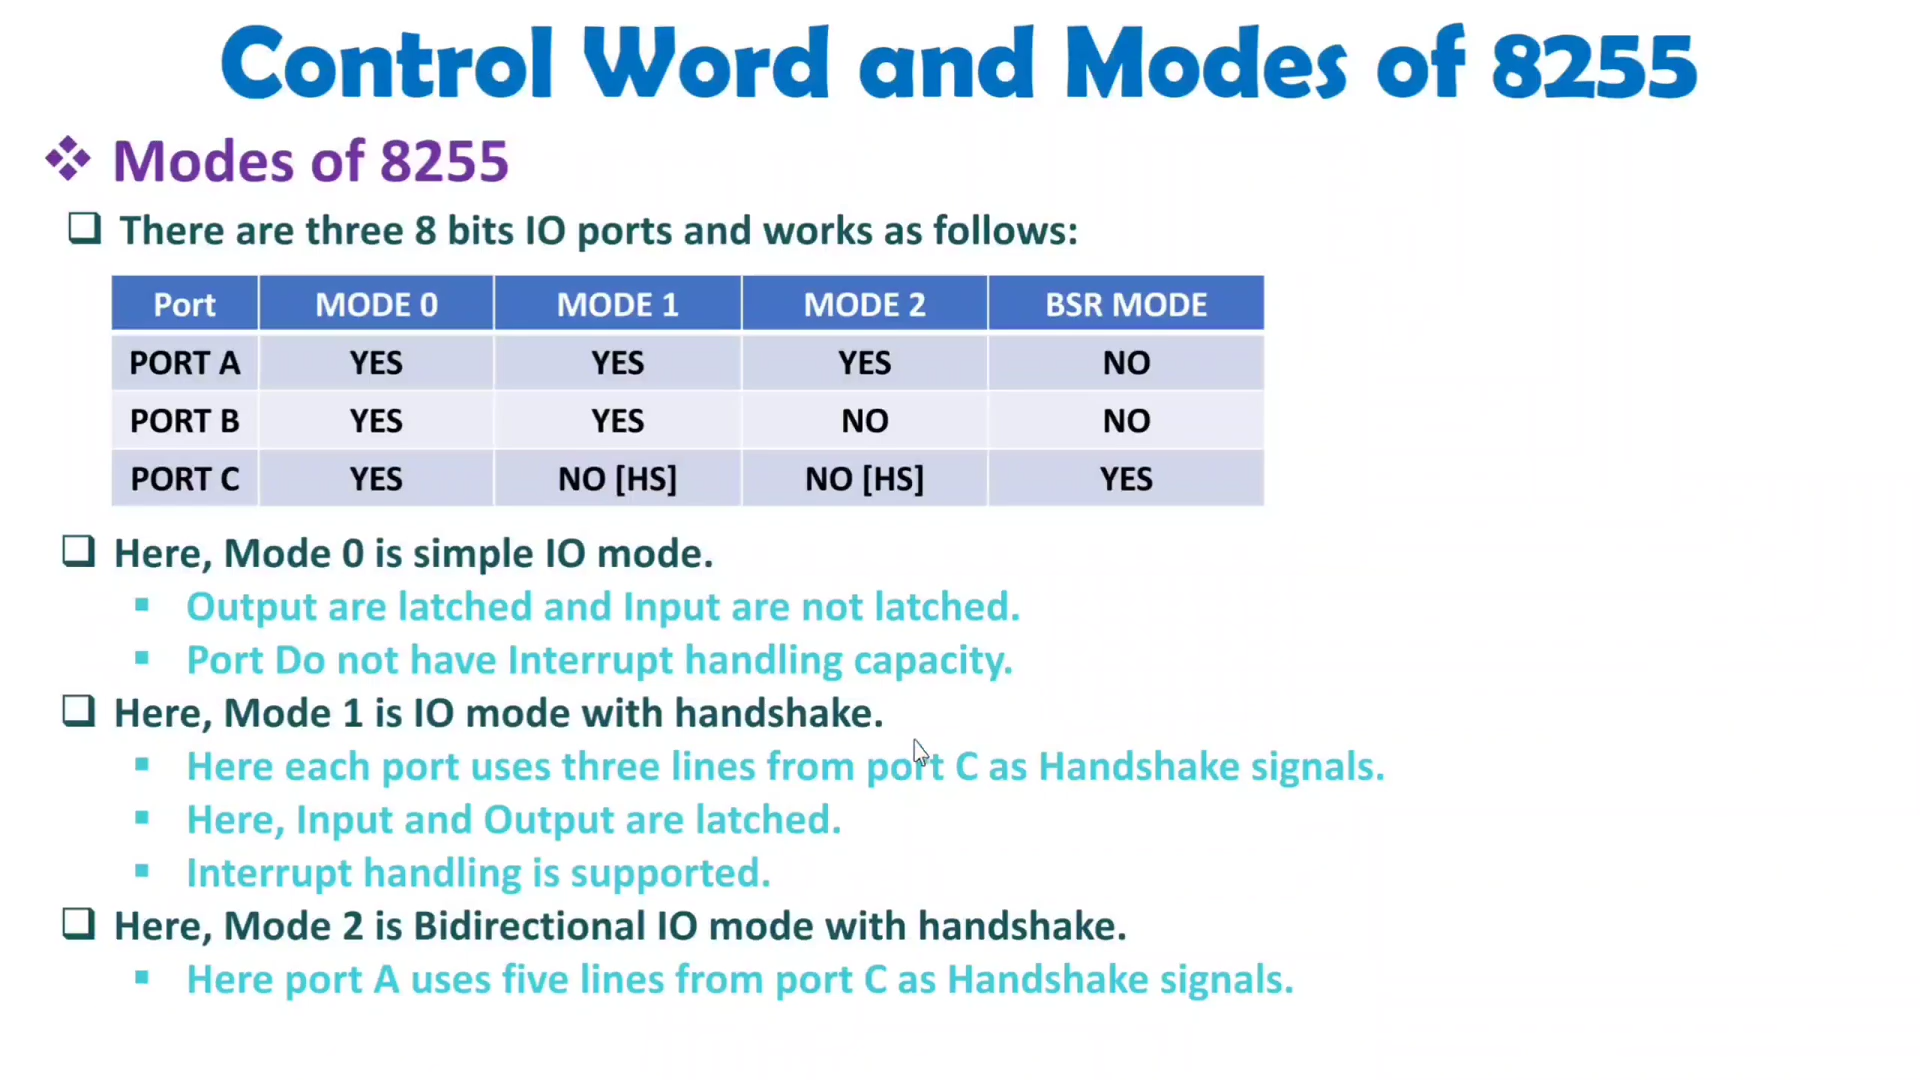 Control Word and Modes of 8255
Modes of 8255
There are three 8 bits IO ports and works as follows:
Port MODE 0 MODE 1 MODE 2 BSR MODE
PORT A YES YES YES NO
PORT B YES YES NO NO
PORT C YES NO [HS] NO [HS] YES
Here, Mode 0 is simple IO mode.
Output are latched and Input are not latched.
Port Do not have Interrupt handling capacity.
Here, Mode 1 is IO mode with handshake.
Here each port uses three lines from port C as Handshake signals.
Here, Input and Output are latched.
Interrupt handling is supported.
Here, Mode 2 is Bidirectional IO mode with handshake.
Here port A uses five lines from port C as Handshake signals.